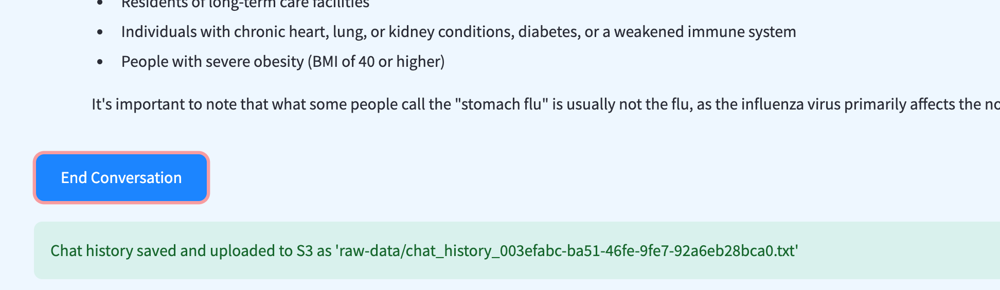 Residents of long-term care facilities
Individuals with chronic heart, lung, or kidney conditions, diabetes, or a weakened immune system
People with severe obesity (BMI of 40 or higher)
It's important to note that what some people call the "stomach flu" is usually not the flu, as the influenza virus primarily affects the
End Conversation
Chat history saved and uploaded to S3 as 'raw-data/chat_history_003efabc-ba51-46fe-9fe7-92a6eb28bca0.txt'